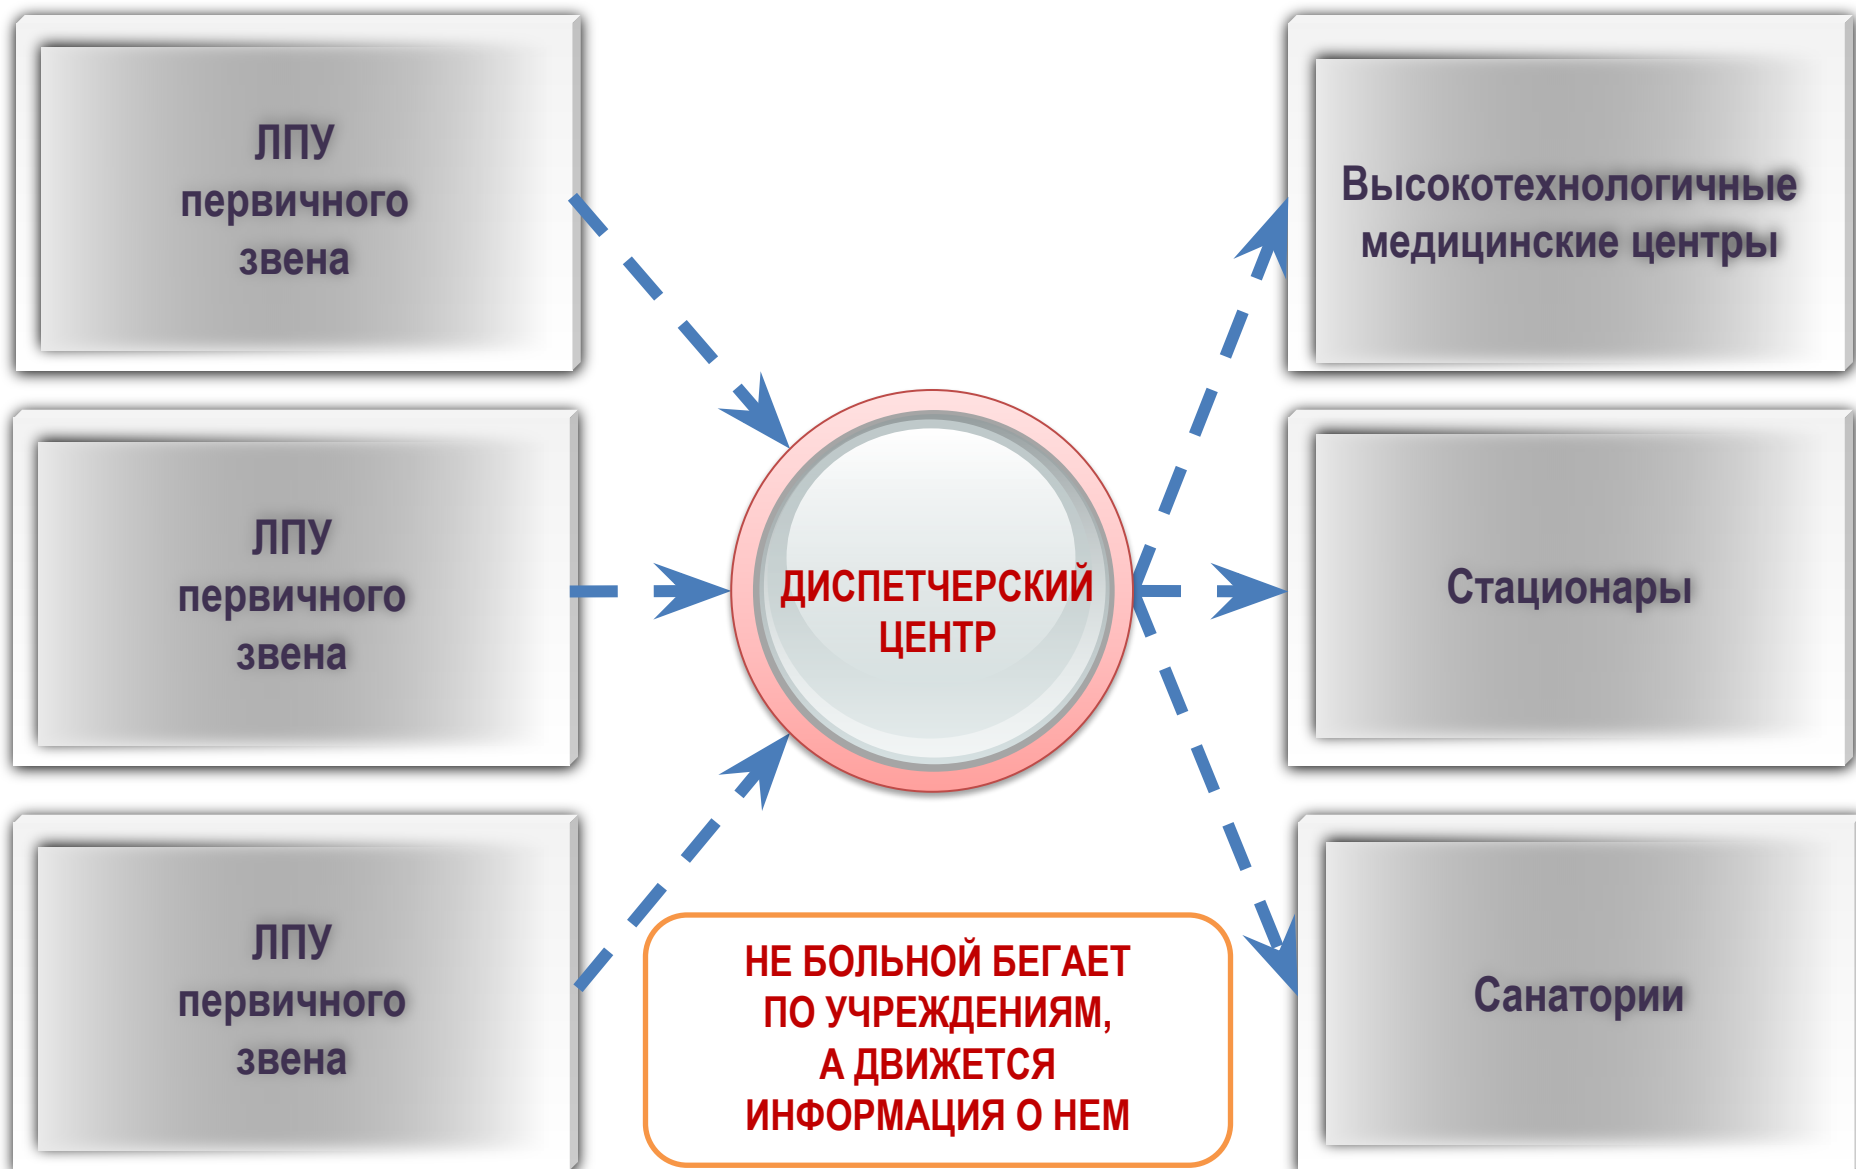 ЛПУ
первичного
звена
ЛПУ
первичного
звена
ЛПУ
первичного
звена
ДИСПЕТЧЕРСКИЙ
ЦЕНТР
НЕ БОЛЬНОЙ БЕГАЕТ
ПО УЧРЕЖДЕНИЯМ,
А ДВИЖЕТСЯ
ИНФОРМАЦИЯ О НЕМ
Высокотехнологичные
медицинские центры
Стационары
Санатории